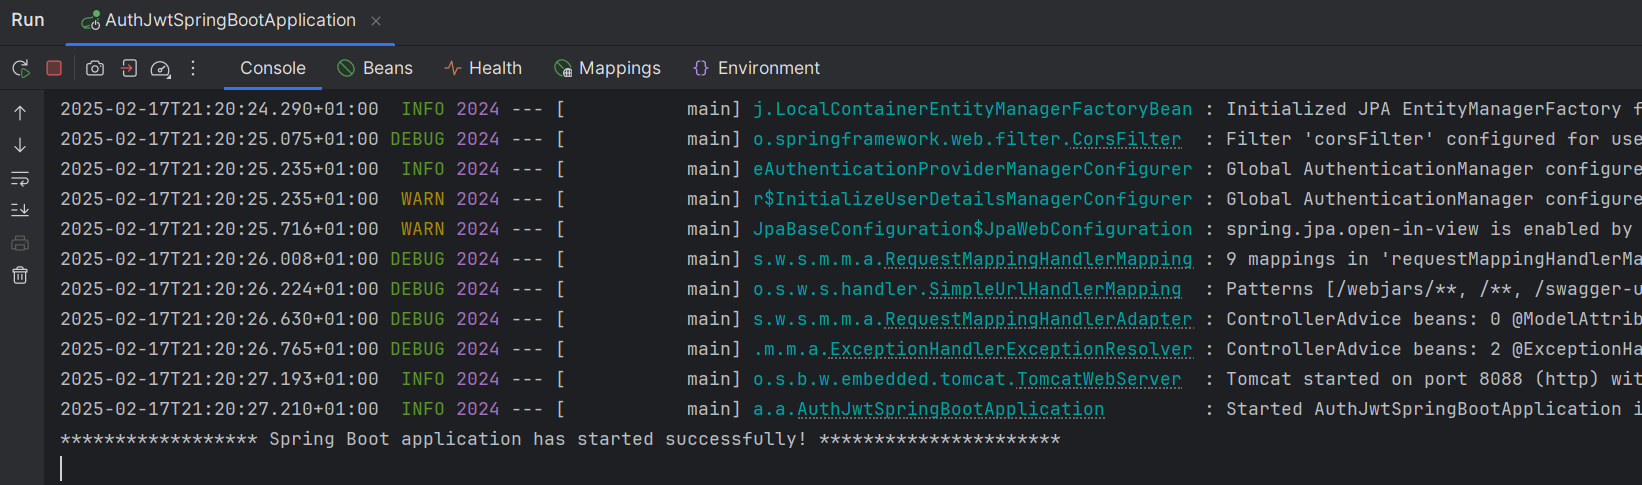 Run AuthJwtSpringBootApplication ×
Console Beans Health Mappings Environment
2025-02-17T21:20:24.290+01:00  INFO 2024 --- [           main] j.LocalContainerEntityManagerFactoryBean : Initialized JPA EntityManagerFactory f
2025-02-17T21:20:25.075+01:00 DEBUG 2024 --- [           main] o.springframework.web.filter.CorsFilter  : Filter 'corsFilter' configured for use
2025-02-17T21:20:25.235+01:00  INFO 2024 --- [           main] eAuthenticationProviderManagerConfigurer : Global AuthenticationManager configure
2025-02-17T21:20:25.235+01:00  WARN 2024 --- [           main] r$InitializeUserDetailsManagerConfigurer : Global AuthenticationManager configure
2025-02-17T21:20:25.716+01:00  WARN 2024 --- [           main] JpaBaseConfiguration$JpaWebConfiguration : spring.jpa.open-in-view is enabled by
2025-02-17T21:20:26.008+01:00 DEBUG 2024 --- [           main] s.w.s.m.m.a.RequestMappingHandlerMapping : 9 mappings in 'requestMappingHandlerMa
2025-02-17T21:20:26.224+01:00 DEBUG 2024 --- [           main] o.s.w.s.handler.SimpleUrlHandlerMapping  : Patterns [/webjars/**, /**, /swagger-u
2025-02-17T21:20:26.630+01:00 DEBUG 2024 --- [           main] s.w.s.m.m.a.RequestMappingHandlerAdapter : ControllerAdvice beans: 0 @ModelAttrib
2025-02-17T21:20:26.765+01:00 DEBUG 2024 --- [           main] .m.m.a.ExceptionHandlerExceptionResolver : ControllerAdvice beans: 2 @ExceptionHa
2025-02-17T21:20:27.193+01:00  INFO 2024 --- [           main] o.s.b.w.embedded.tomcat.TomcatWebServer  : Tomcat started on port 8088 (http) wit
2025-02-17T21:20:27.210+01:00  INFO 2024 --- [           main] a.a.AuthJwtSpringBootApplication         : Started AuthJwtSpringBootApplication i
****************** Spring Boot application has started successfully! **********************